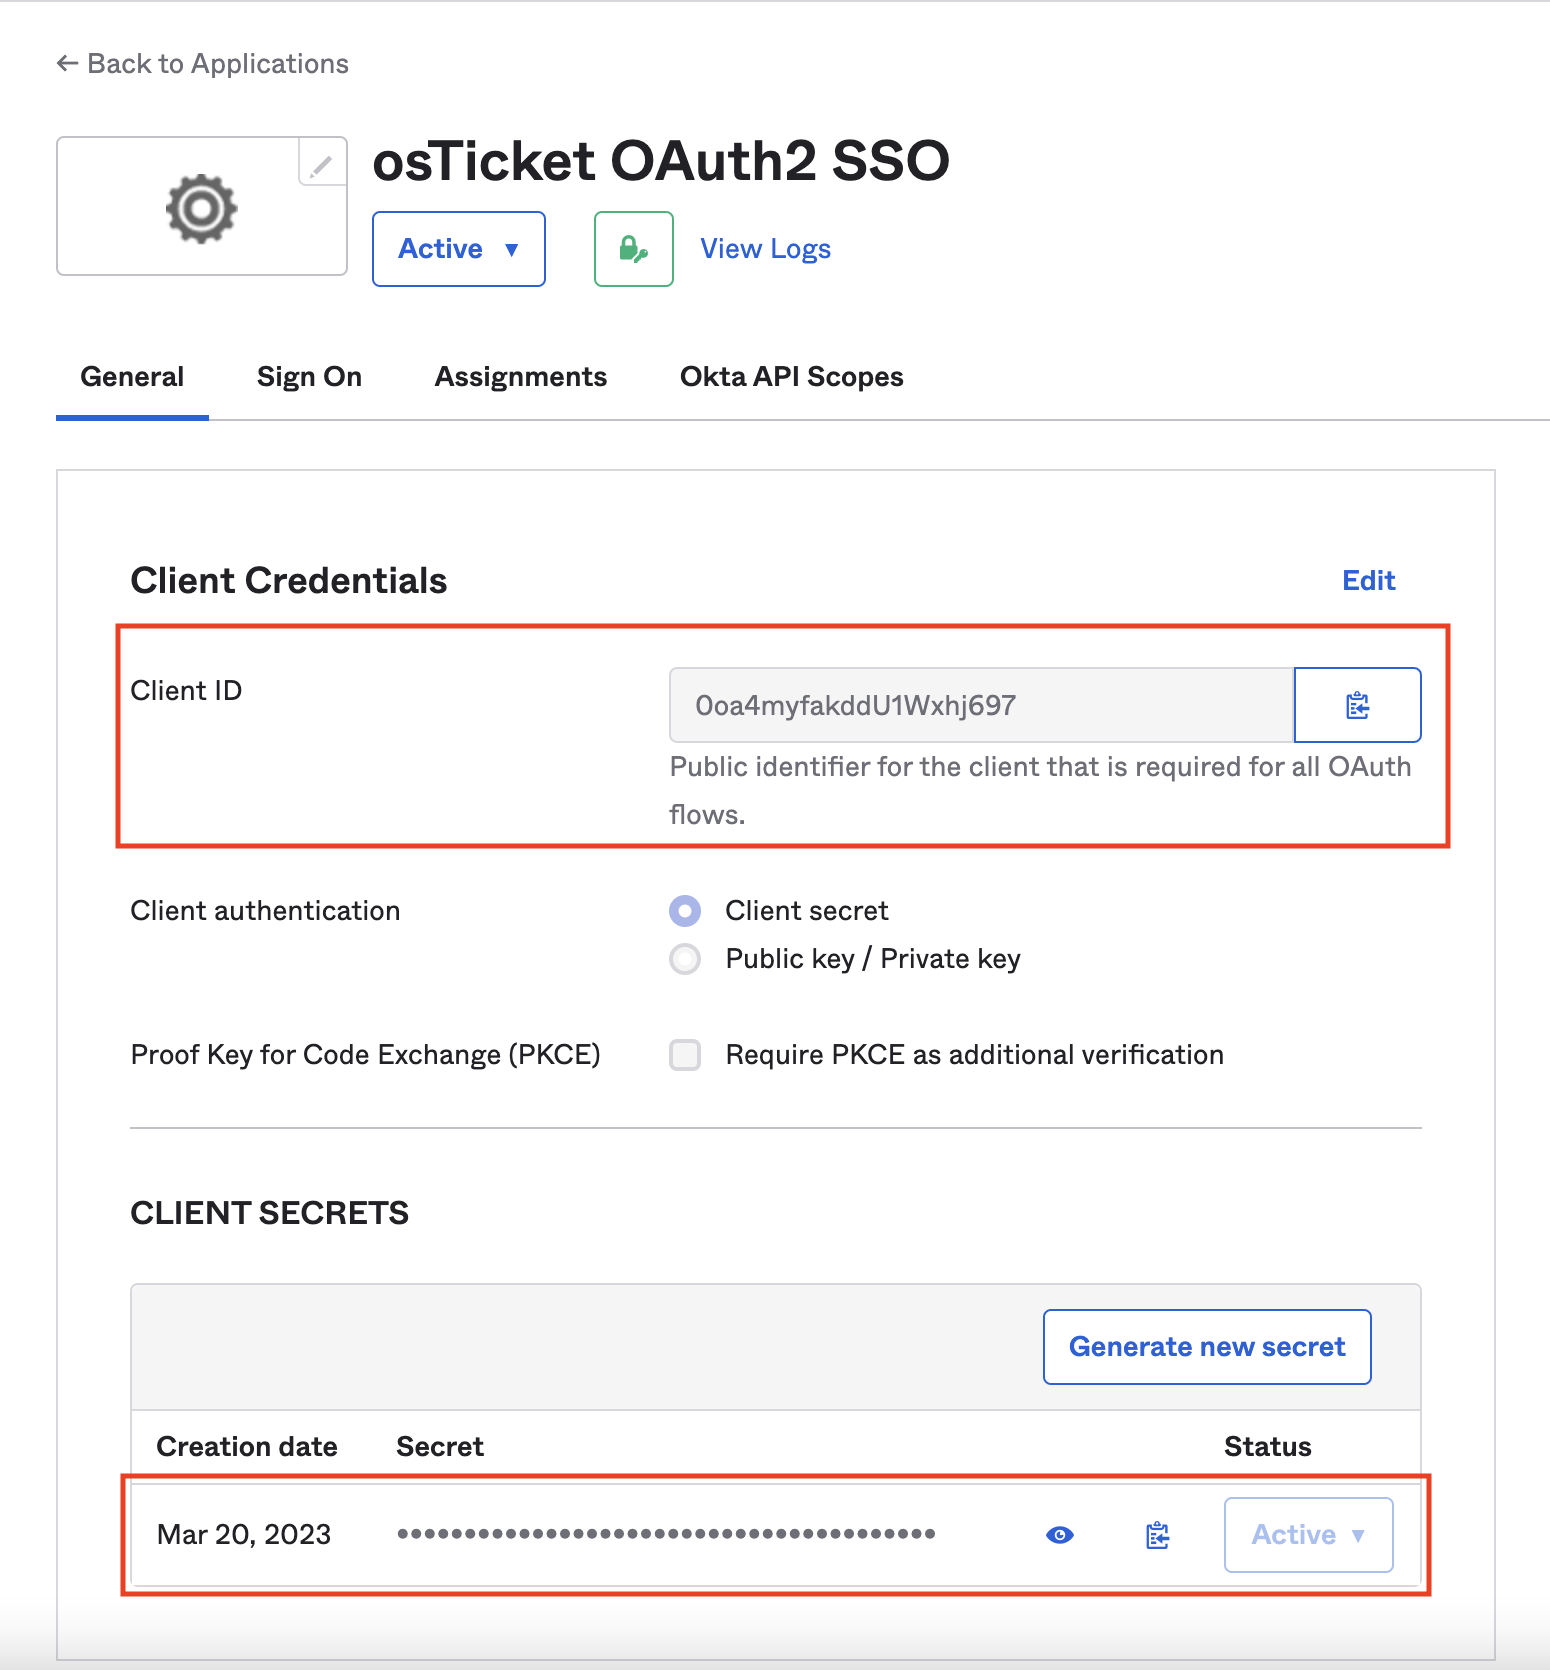 ← Back to Applications
osTicket OAuth2 SSO
Active ▼
View Logs
General Sign On Assignments Okta API Scopes
Client Credentials Edit
Client ID
0oa4myfakddU1Wxhj697
Public identifier for the client that is required for all OAuth
flows.
Client authentication
Client secret
Public key / Private key
Proof Key for Code Exchange (PKCE)
Require PKCE as additional verification
CLIENT SECRETS
Generate new secret
Creation date Secret Status
Mar 20, 2023 •••••••••••••••••••••••••••••••••••••••• Active ▼